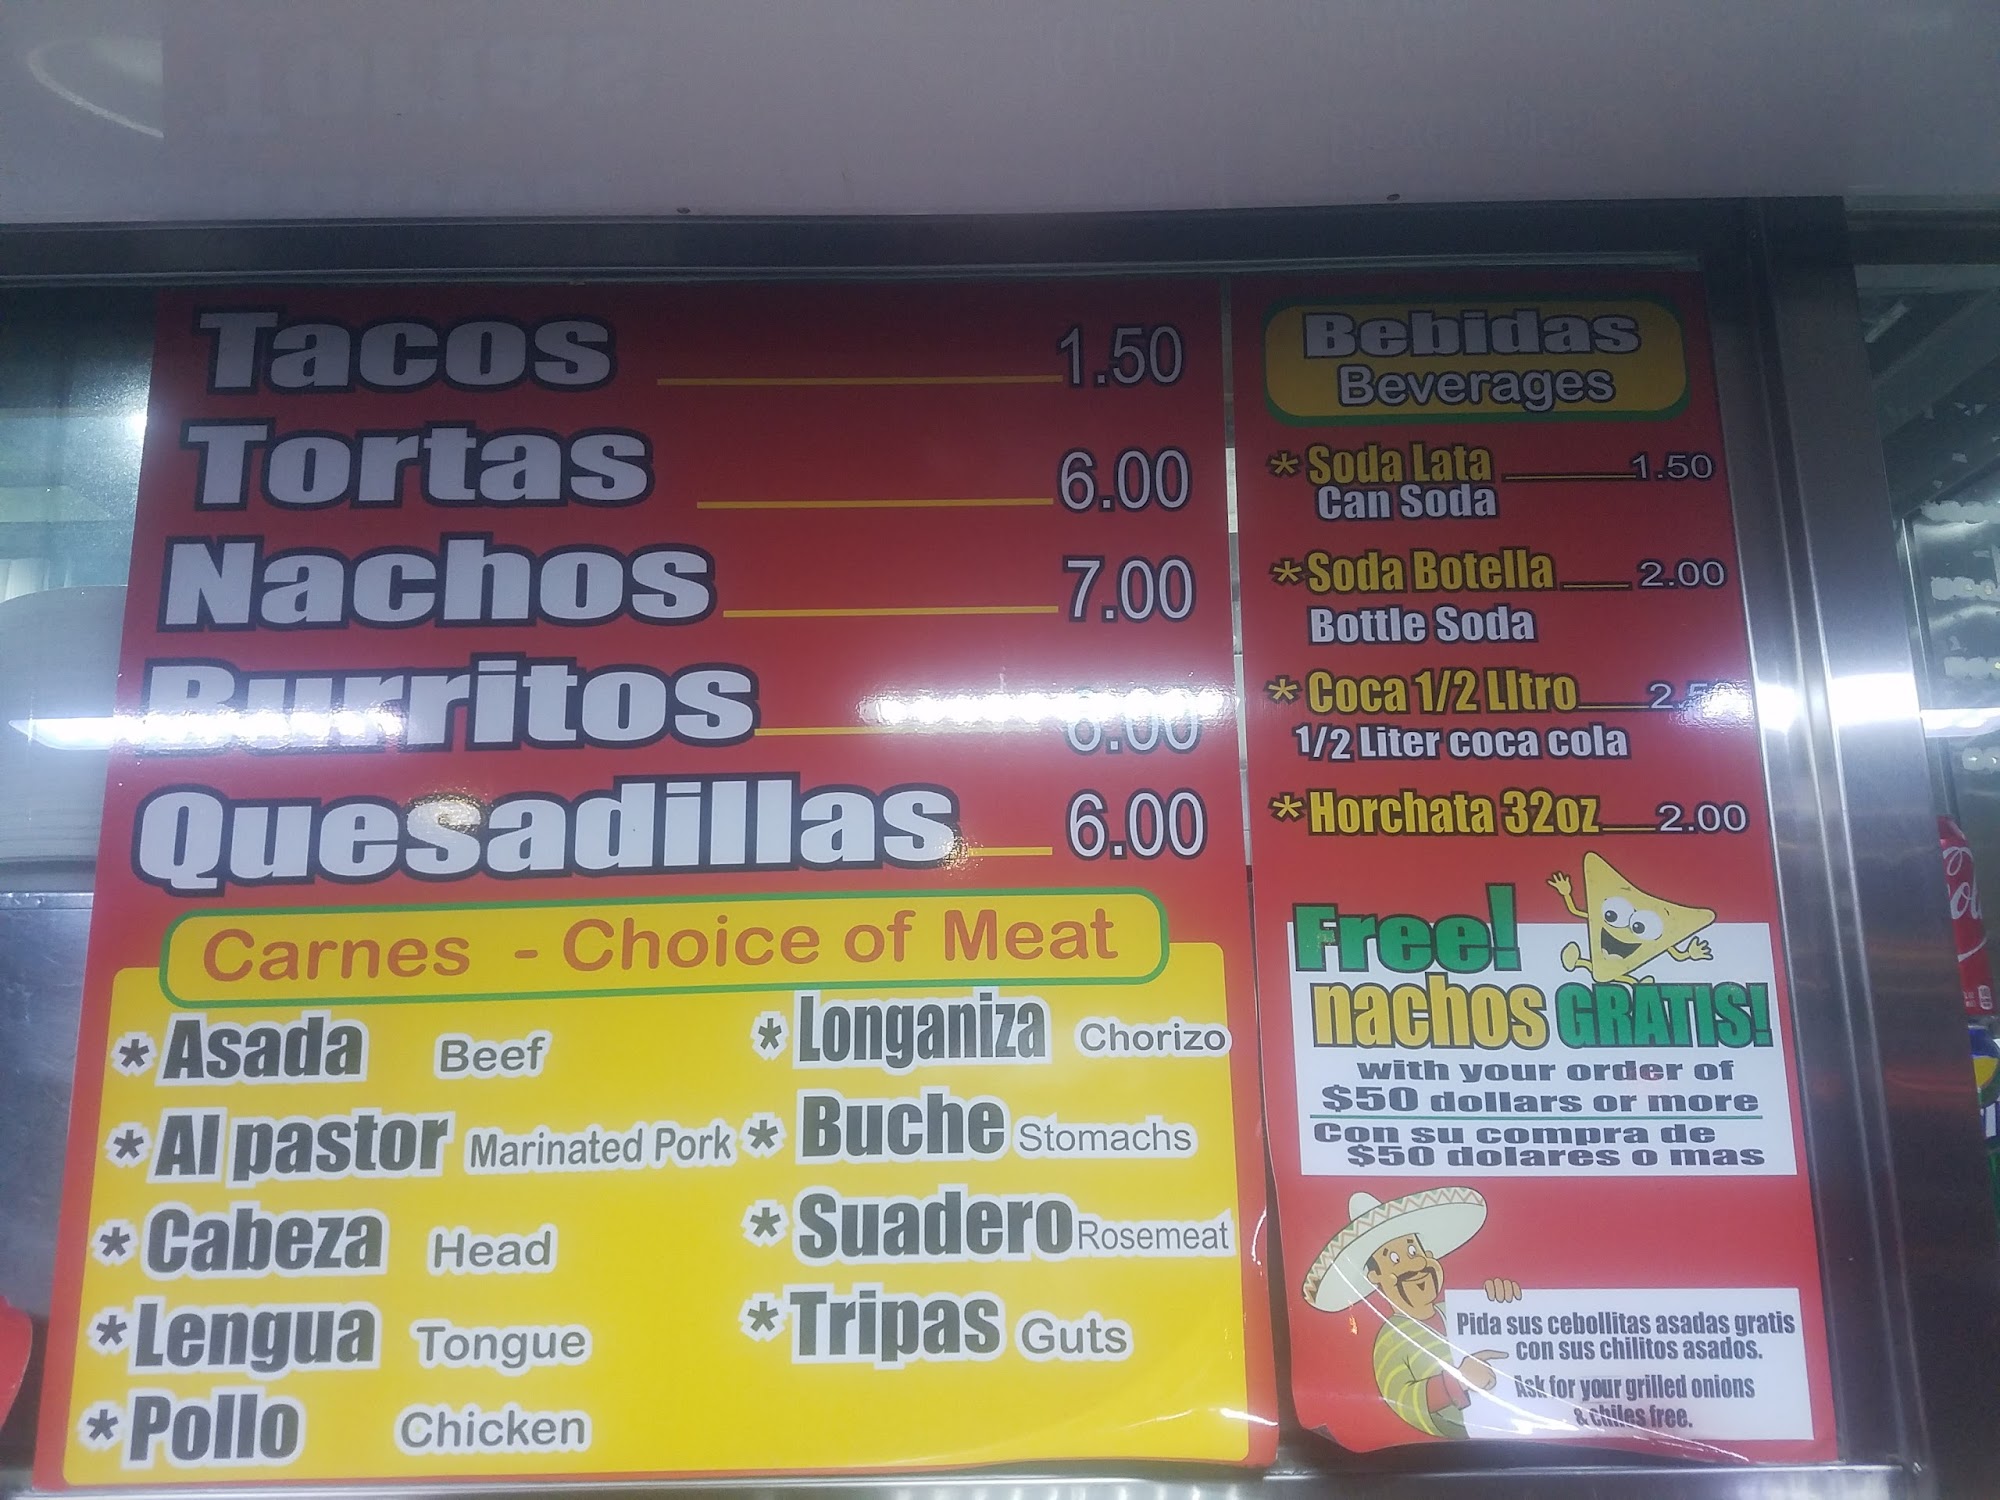 Tacos 1.50
Tortas 6.00
Nachos 7.00
Burritos
Quesadillas 6.00
Carnes - Choice of Meat
* Asada Beef
* Al pastor Marinated Pork
* Cabeza Head
* Lengua Tongue
* Pollo Chicken
* Longaniza Chorizo
* Buche Stomachs
* Suadero Rosemeat
* Tripas Guts
Bebidas
Beverages
* Soda Lata 1.50
Can Soda
* Soda Botella 2.00
Bottle Soda
* Coca 1/2 LItro
1/2 Liter coca cola
* Horchata 32oz 2.00
Free!
nachos GRATIS!
with your order of
$50 dollars or more
Con su compra de
$50 dolares o mas
Pida sus cebollitas asadas gratis
con sus chilitos asados.
Ask for your grilled onions
& chiles free.